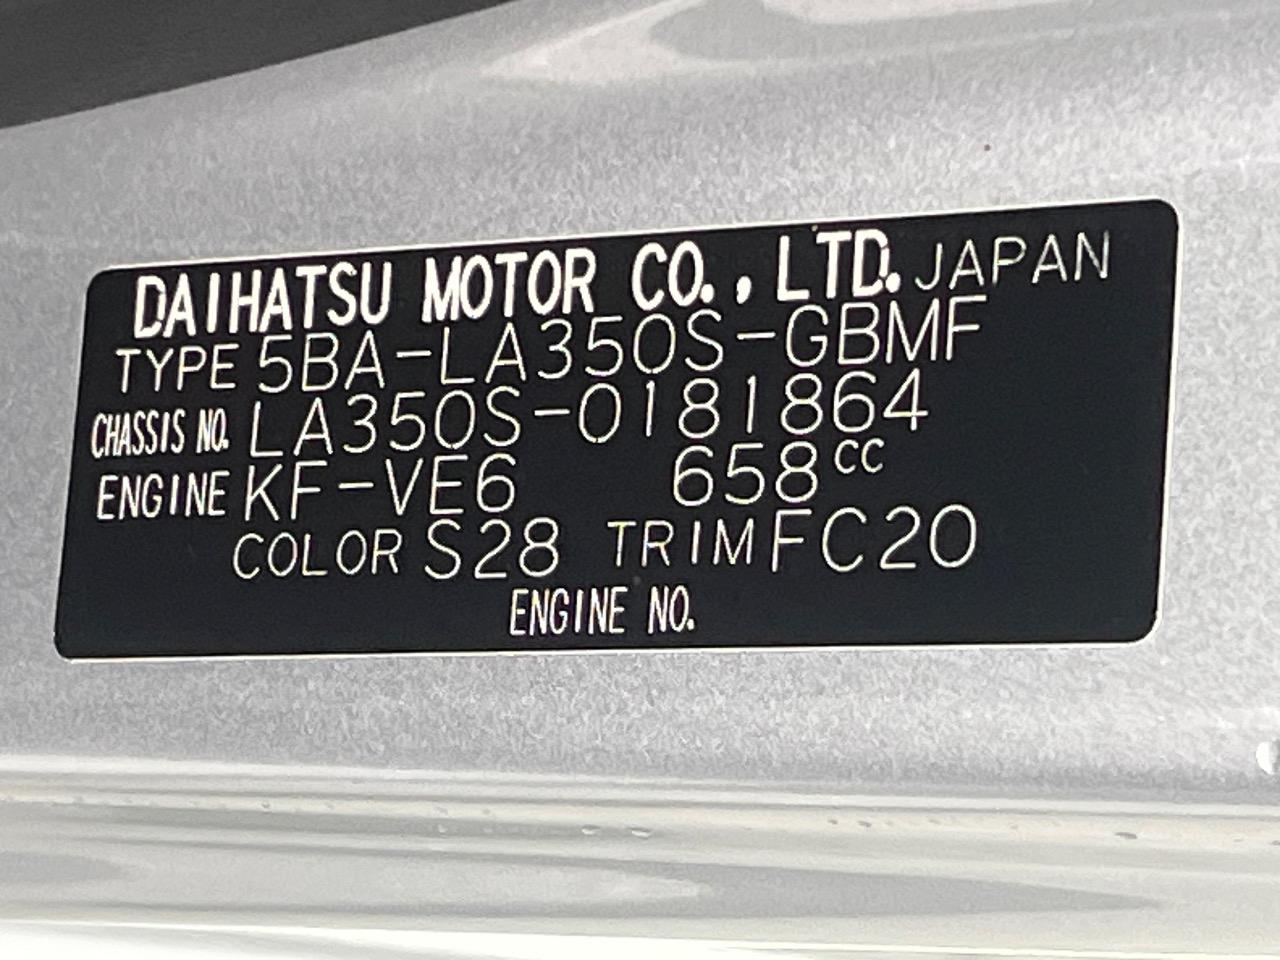 DAIHATSU MOTOR CO., LTD. JAPAN
TYPE 5BA-LA350S-GBMF
CHASSIS NO. LA350S-0181864
ENGINE KF-VE6 658cc
COLOR S28 TRIM FC20
ENGINE NO.